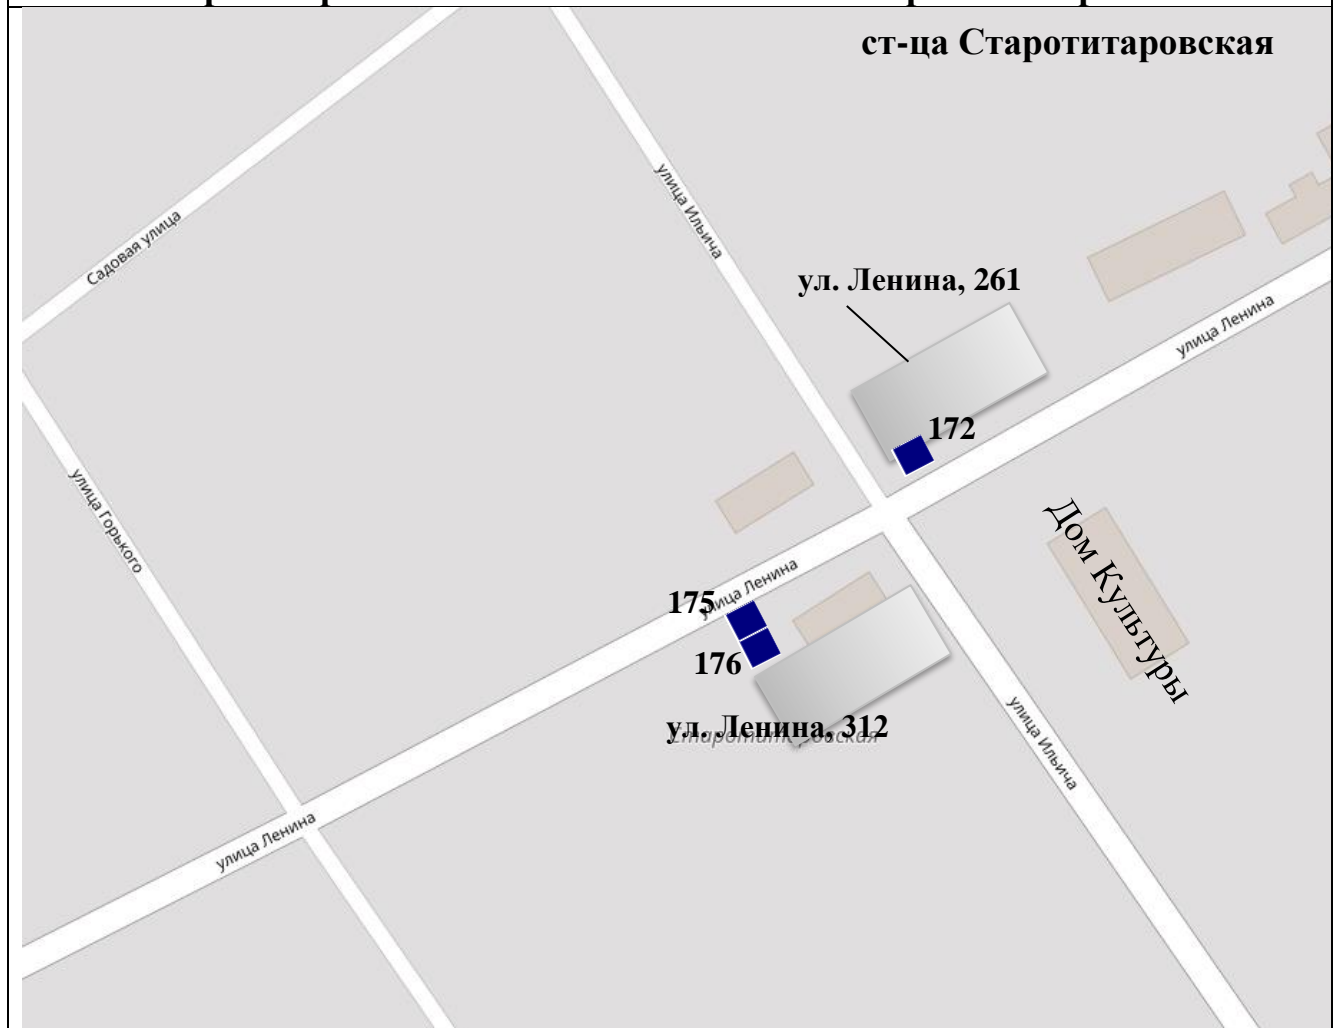 ст-ца Старотитаровская
улица Ильича
Садовая улица
ул. Ленина, 261
улица Ленина
172
улица Горького
Дом Культуры
улица Ленина
175
176
ул. Ленина, 312
Старотитаровская
улица Ильича
улица Ленина